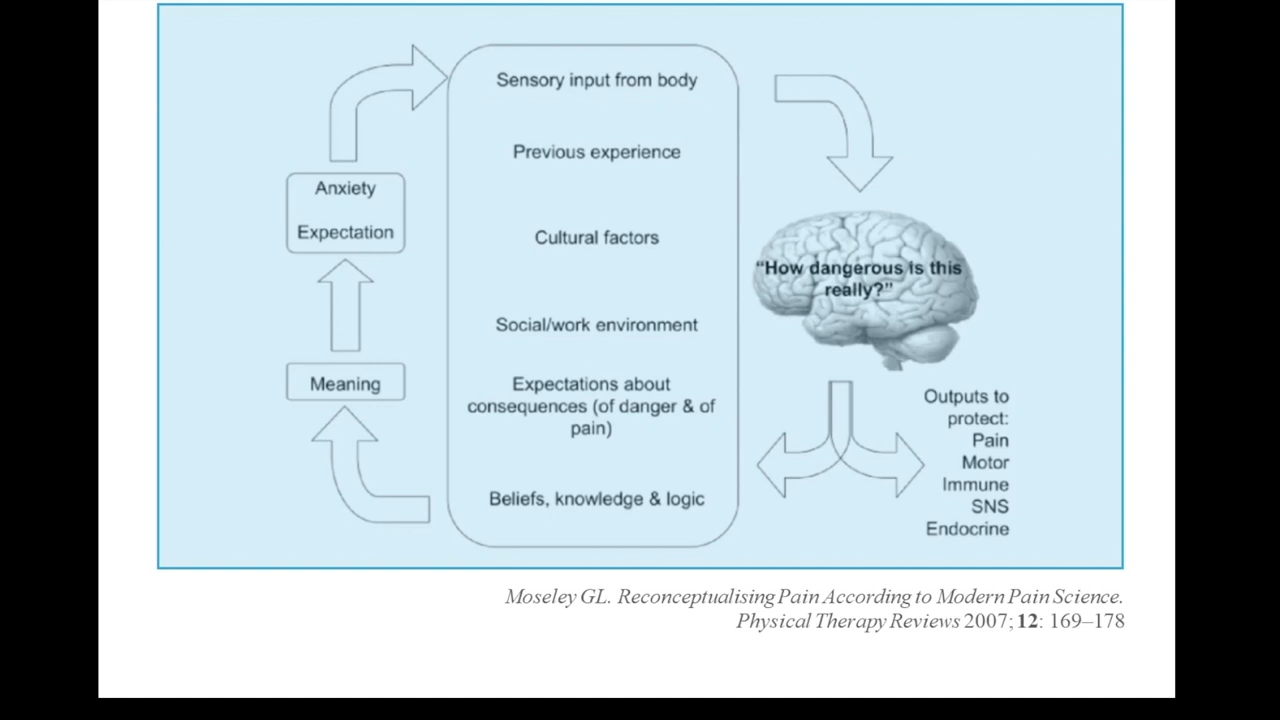 Sensory input from body
Previous experience
Cultural factors
Social/work environment
Expectations about
consequences (of danger & of
pain)
Beliefs, knowledge & logic
Anxiety
Expectation
Meaning
“How dangerous is this
really?”
Outputs to
protect:
Pain
Motor
Immune
SNS
Endocrine
Moseley GL. Reconceptualising Pain According to Modern Pain Science.
Physical Therapy Reviews 2007; 12: 169–178